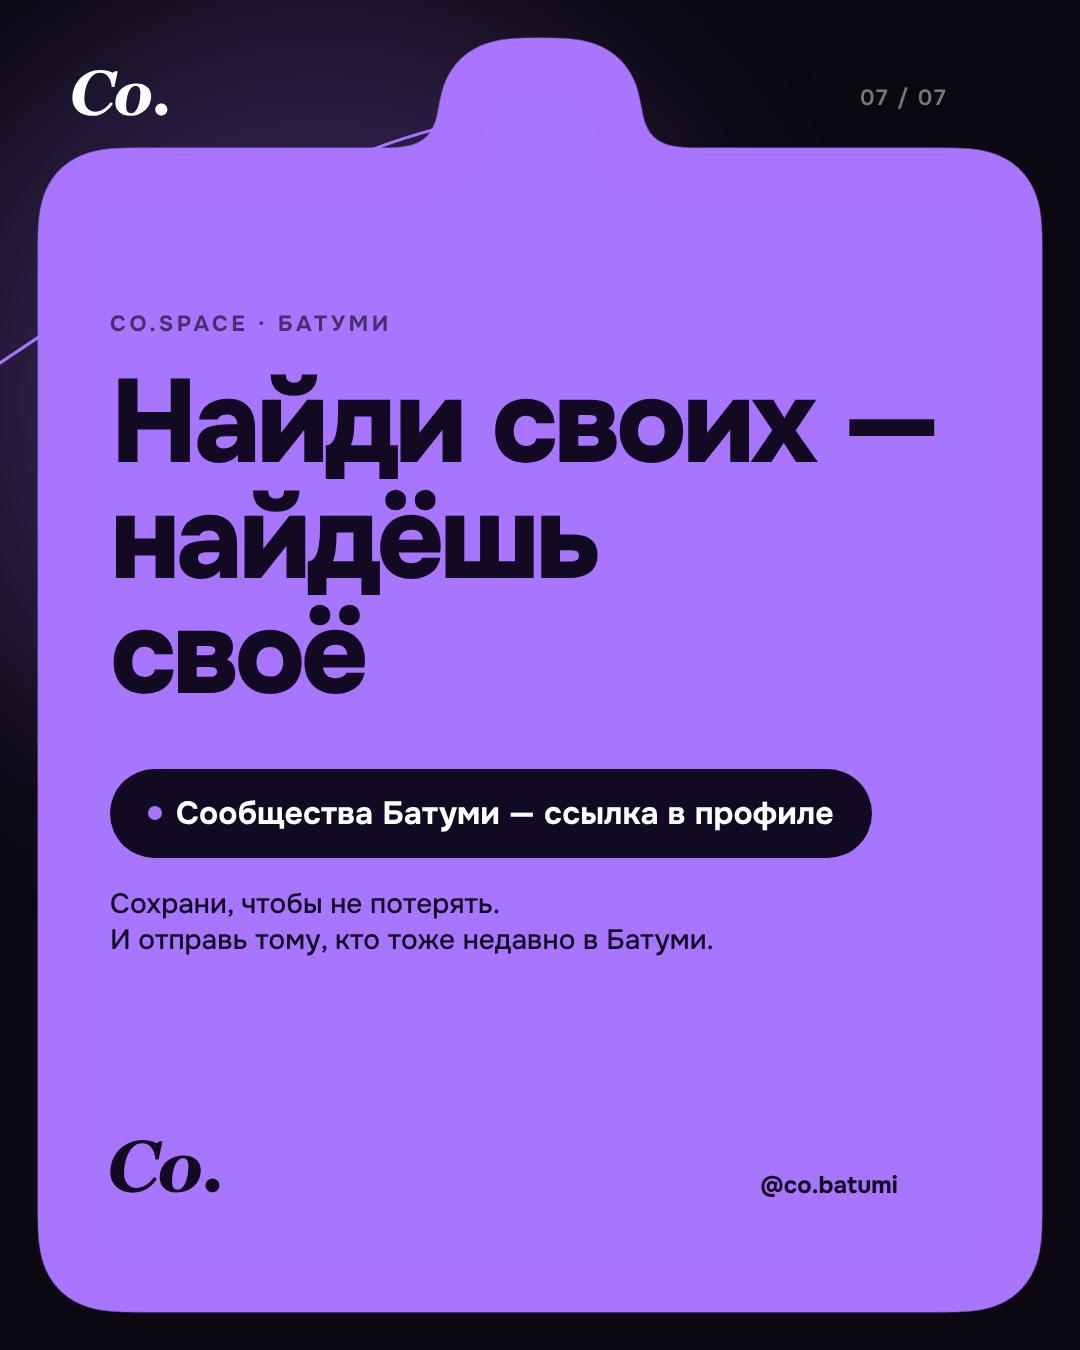 Co.
07 / 07
CO.SPACE · БАТУМИ
Найди своих —
найдёшь
своё
Сообщества Батуми — ссылка в профиле
Сохрани, чтобы не потерять.
И отправь тому, кто тоже недавно в Батуми.
Co.
@co.batumi